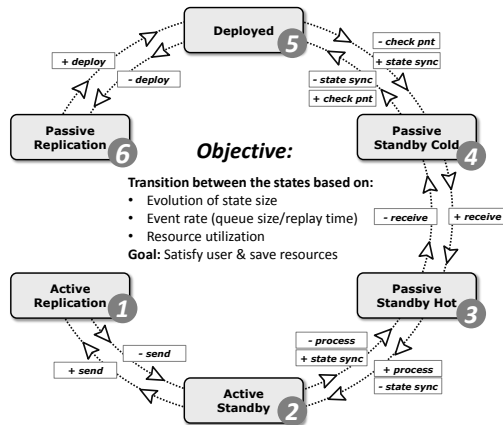 Deployed
5
+ deploy
- deploy
- check pnt
+ state sync
- state sync
+ check pnt
Passive
Replication
6
Passive
Standby Cold
4
Objective:
Transition between the states based on:
• Evolution of state size
• Event rate (queue size/replay time)
• Resource utilization
Goal: Satisfy user & save resources
- receive
+ receive
Active
Replication
1
Passive
Standby Hot
3
- send
+ send
- process
+ state sync
+ process
- state sync
Active
Standby
2